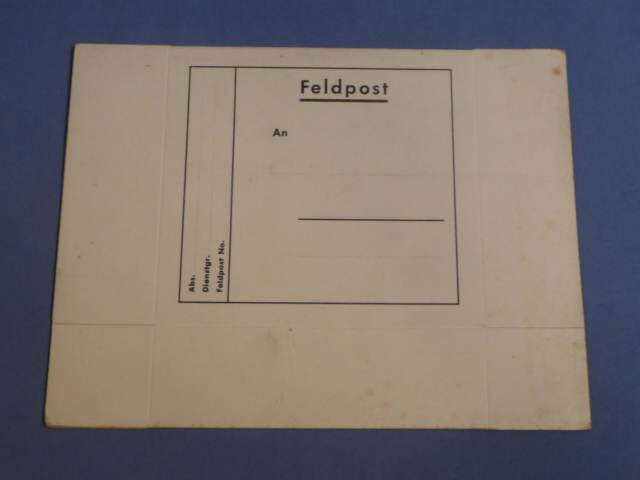 Feldpost
An
Abs.
Dienstgr.
Feldpost No.